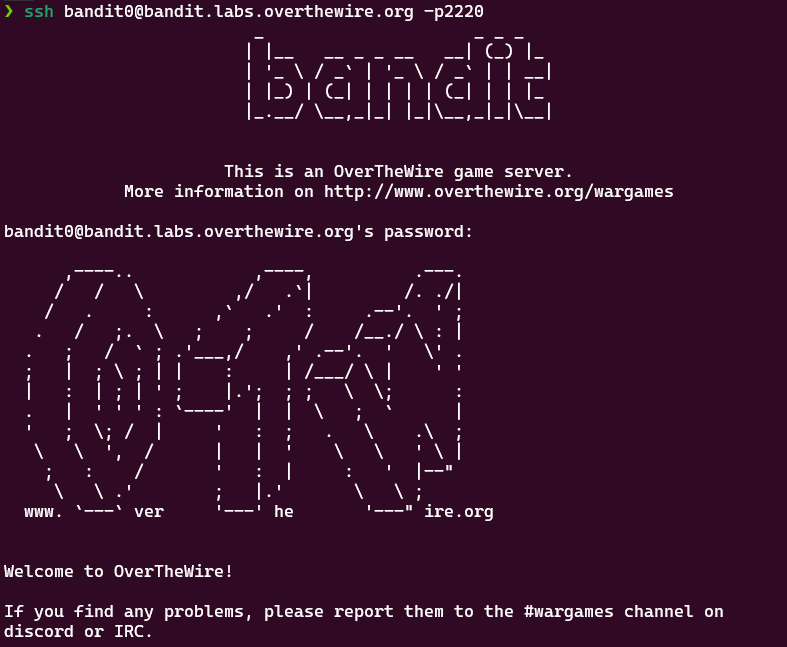 ❯ ssh bandit0@bandit.labs.overthewire.org -p2220
bandit
This is an OverTheWire game server.
More information on http://www.overthewire.org/wargames
bandit0@bandit.labs.overthewire.org's password:
www. ver he ire.org
Welcome to OverTheWire!
If you find any problems, please report them to the #wargames channel on
discord or IRC.